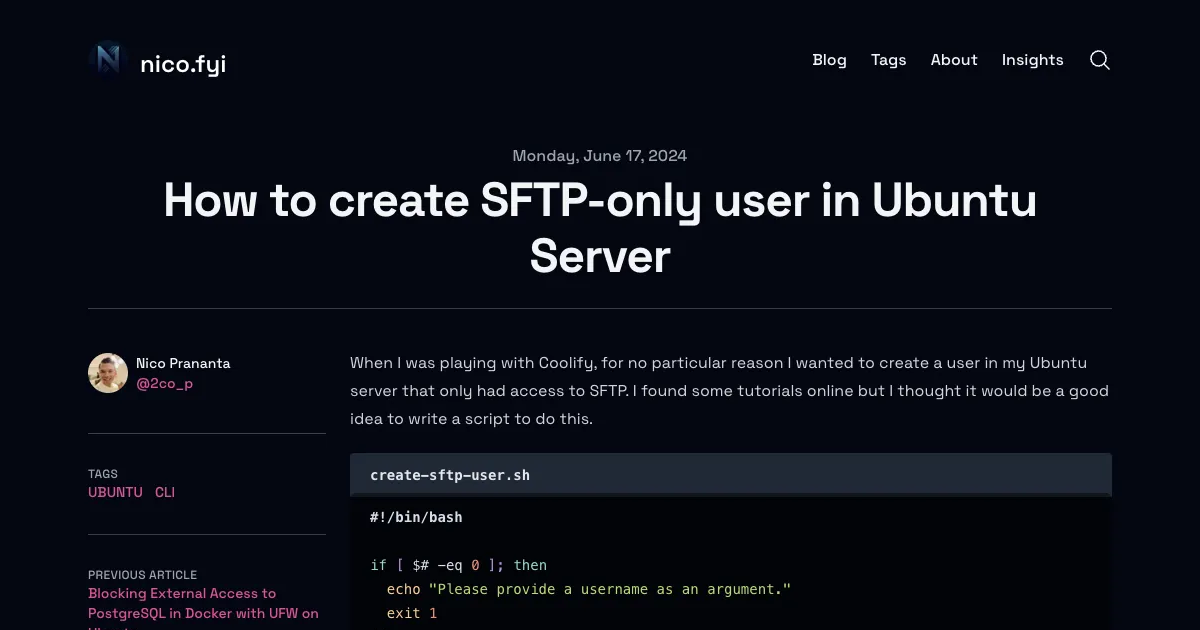 nico.fyi
Blog Tags About Insights
Monday, June 17, 2024
How to create SFTP-only user in Ubuntu
Server
Nico Prananta
@2co_p
TAGS
UBUNTU CLI
PREVIOUS ARTICLE
Blocking External Access to
PostgreSQL in Docker with UFW on
When I was playing with Coolify, for no particular reason I wanted to create a user in my Ubuntu
server that only had access to SFTP. I found some tutorials online but I thought it would be a good
idea to write a script to do this.
create-sftp-user.sh
#!/bin/bash
if [ $# -eq 0 ]; then
echo "Please provide a username as an argument."
exit 1